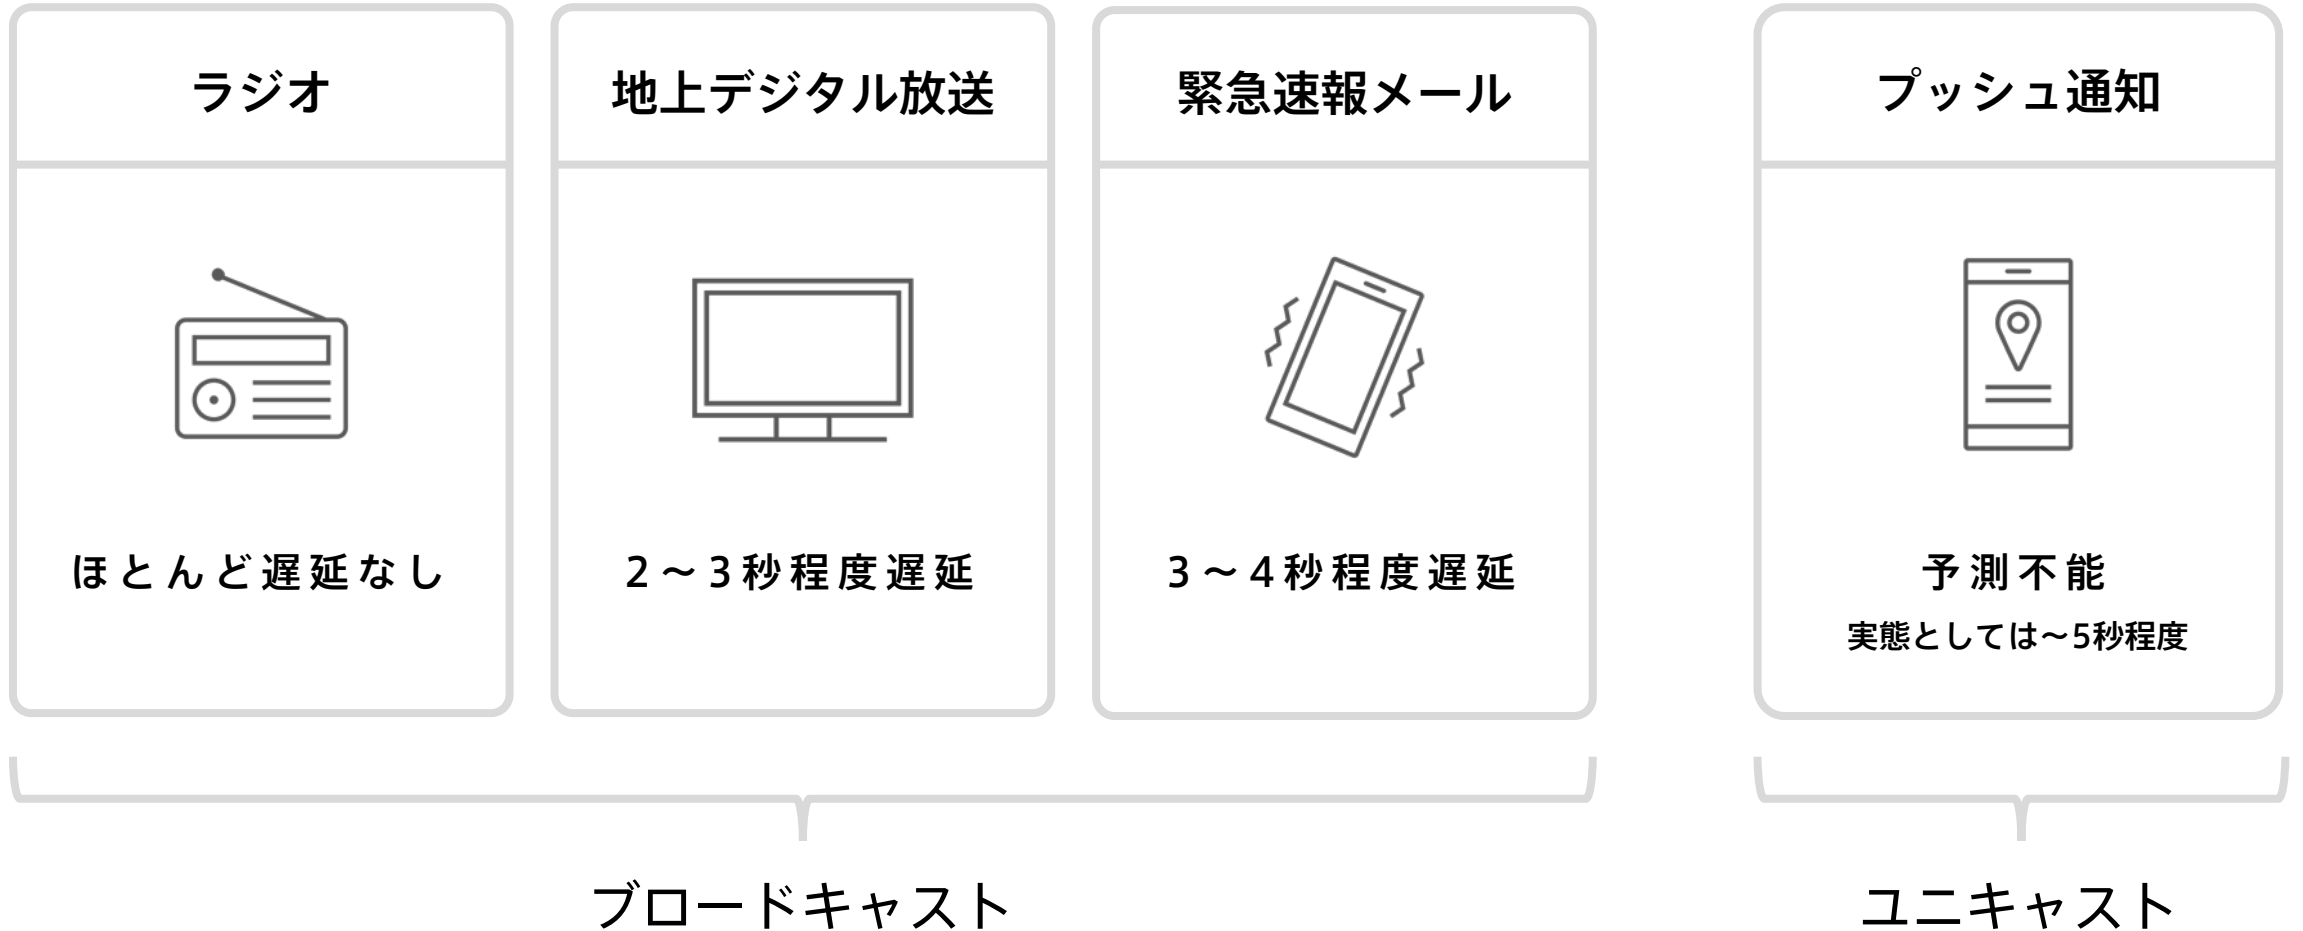 ラジオ
地上デジタル放送
緊急速報メール
プッシュ通知
ほとんど遅延なし
2〜3秒程度遅延
3〜4秒程度遅延
予測不能
実態としては〜5秒程度
ブロードキャスト
ユニキャスト